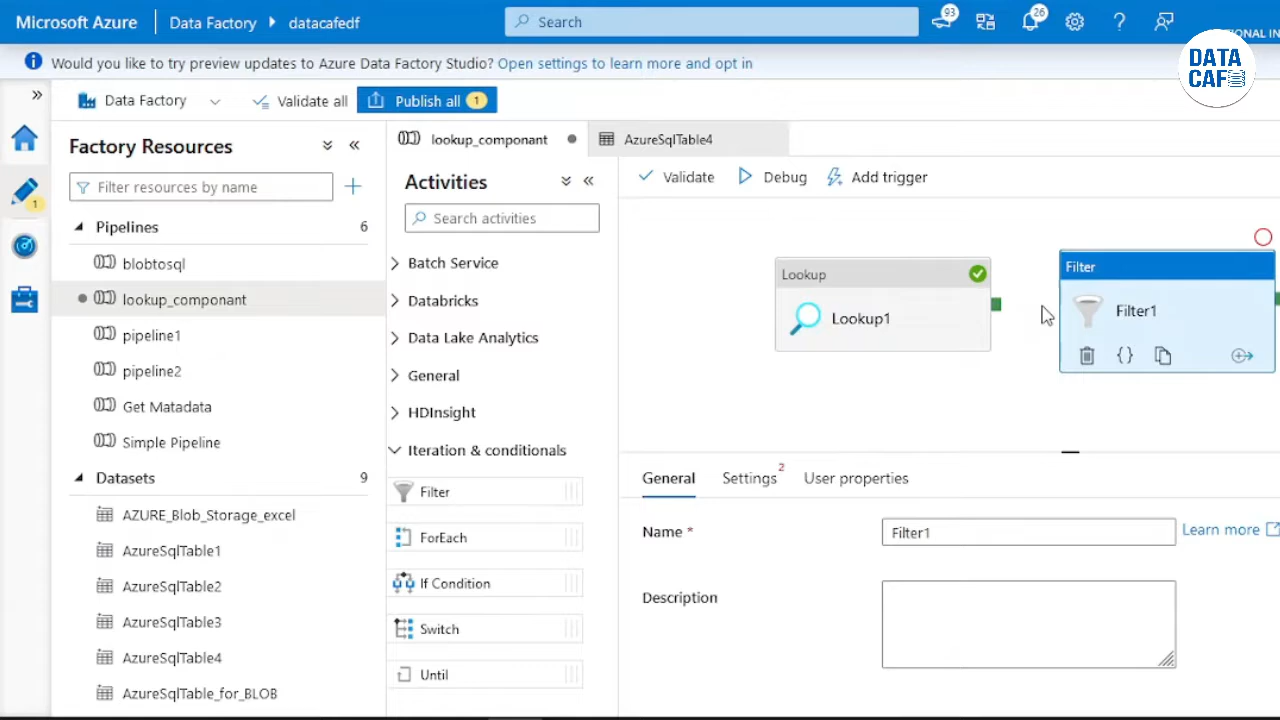 Microsoft Azure
Data Factory
datacafedf
Search
93
26
ONAL IN
DATA
CAF
Would you like to try preview updates to Azure Data Factory Studio? Open settings to learn more and opt in
Data Factory
Validate all
Publish all 1
lookup_componant
AzureSqlTable4
Factory Resources
Filter resources by name
1
Pipelines 6
blobtosql
lookup_componant
pipeline1
pipeline2
Get Matadata
Simple Pipeline
Datasets 9
AZURE_Blob_Storage_excel
AzureSqlTable1
AzureSqlTable2
AzureSqlTable3
AzureSqlTable4
AzureSqlTable_for_BLOB
Activities
Search activities
Batch Service
Databricks
Data Lake Analytics
General
HDInsight
Iteration & conditionals
Filter
ForEach
If Condition
Switch
Until
Validate
Debug
Add trigger
Lookup
Lookup1
Filter
Filter1
{}
General
Settings 2
User properties
Name *
Filter1
Learn more
Description